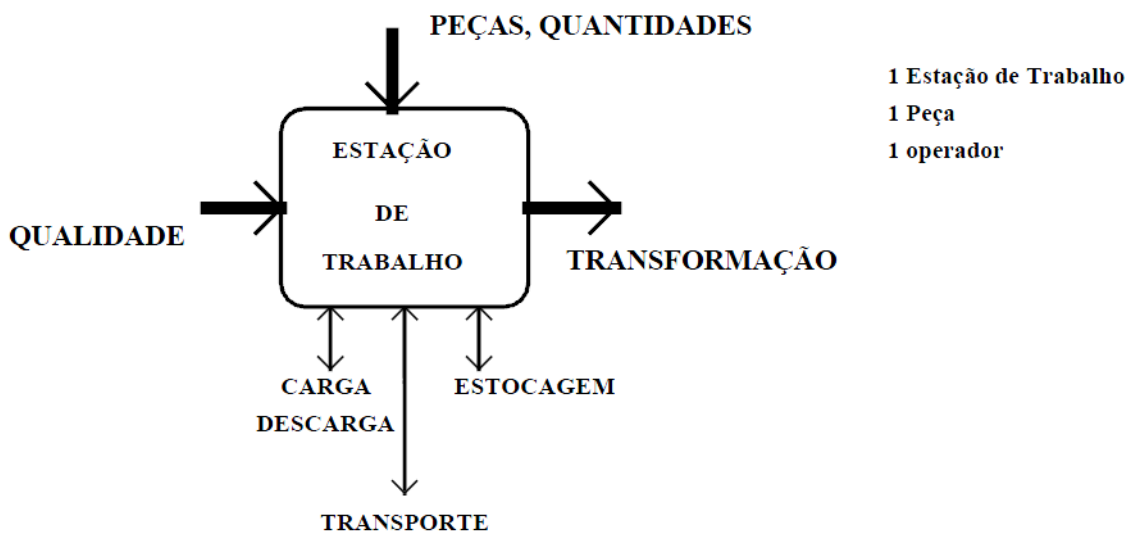 PEÇAS, QUANTIDADES
1 Estação de Trabalho
1 Peça
1 operador
ESTAÇÃO
DE
TRABALHO
QUALIDADE
TRANSFORMAÇÃO
CARGA
DESCARGA
ESTOCAGEM
TRANSPORTE